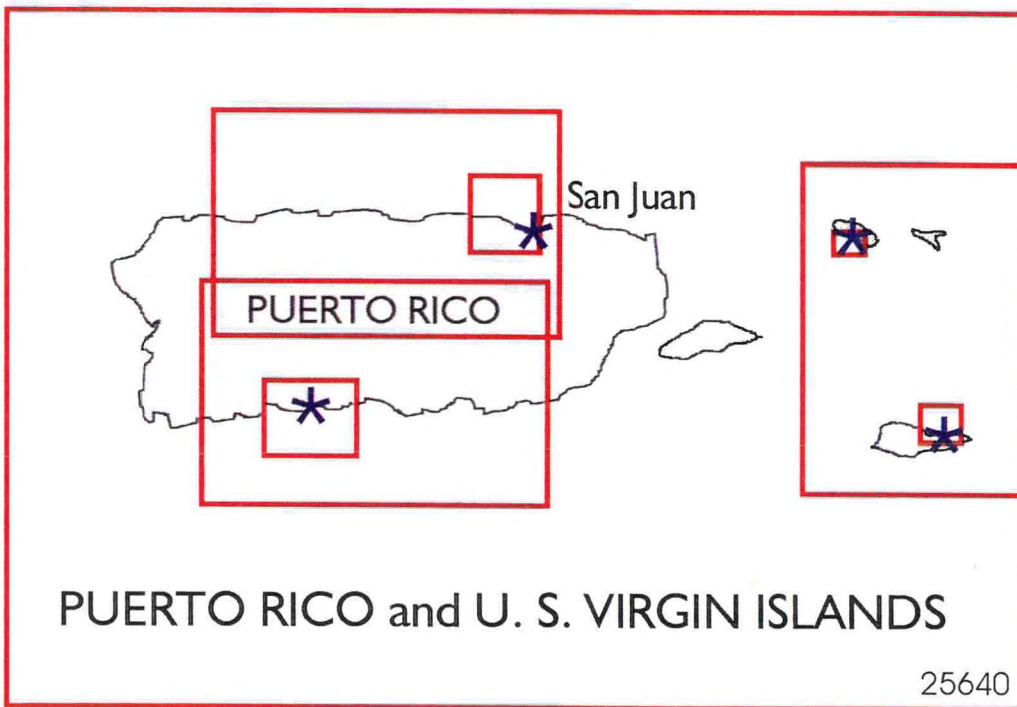 San Juan
PUERTO RICO
PUERTO RICO and U. S. VIRGIN ISLANDS
25640